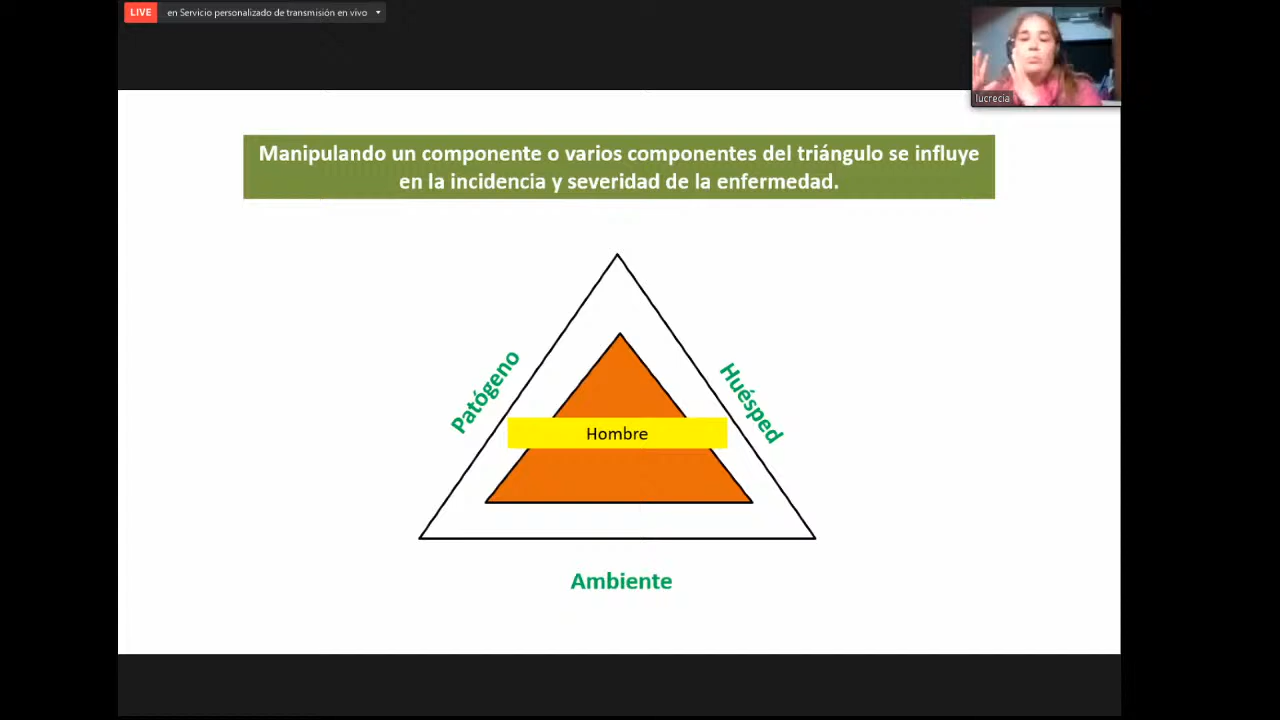 LIVE en Servicio personalizado de transmisión en vivo
lucrecia
Manipulando un componente o varios componentes del triángulo se influye
en la incidencia y severidad de la enfermedad.
Patógeno
Huésped
Hombre
Ambiente